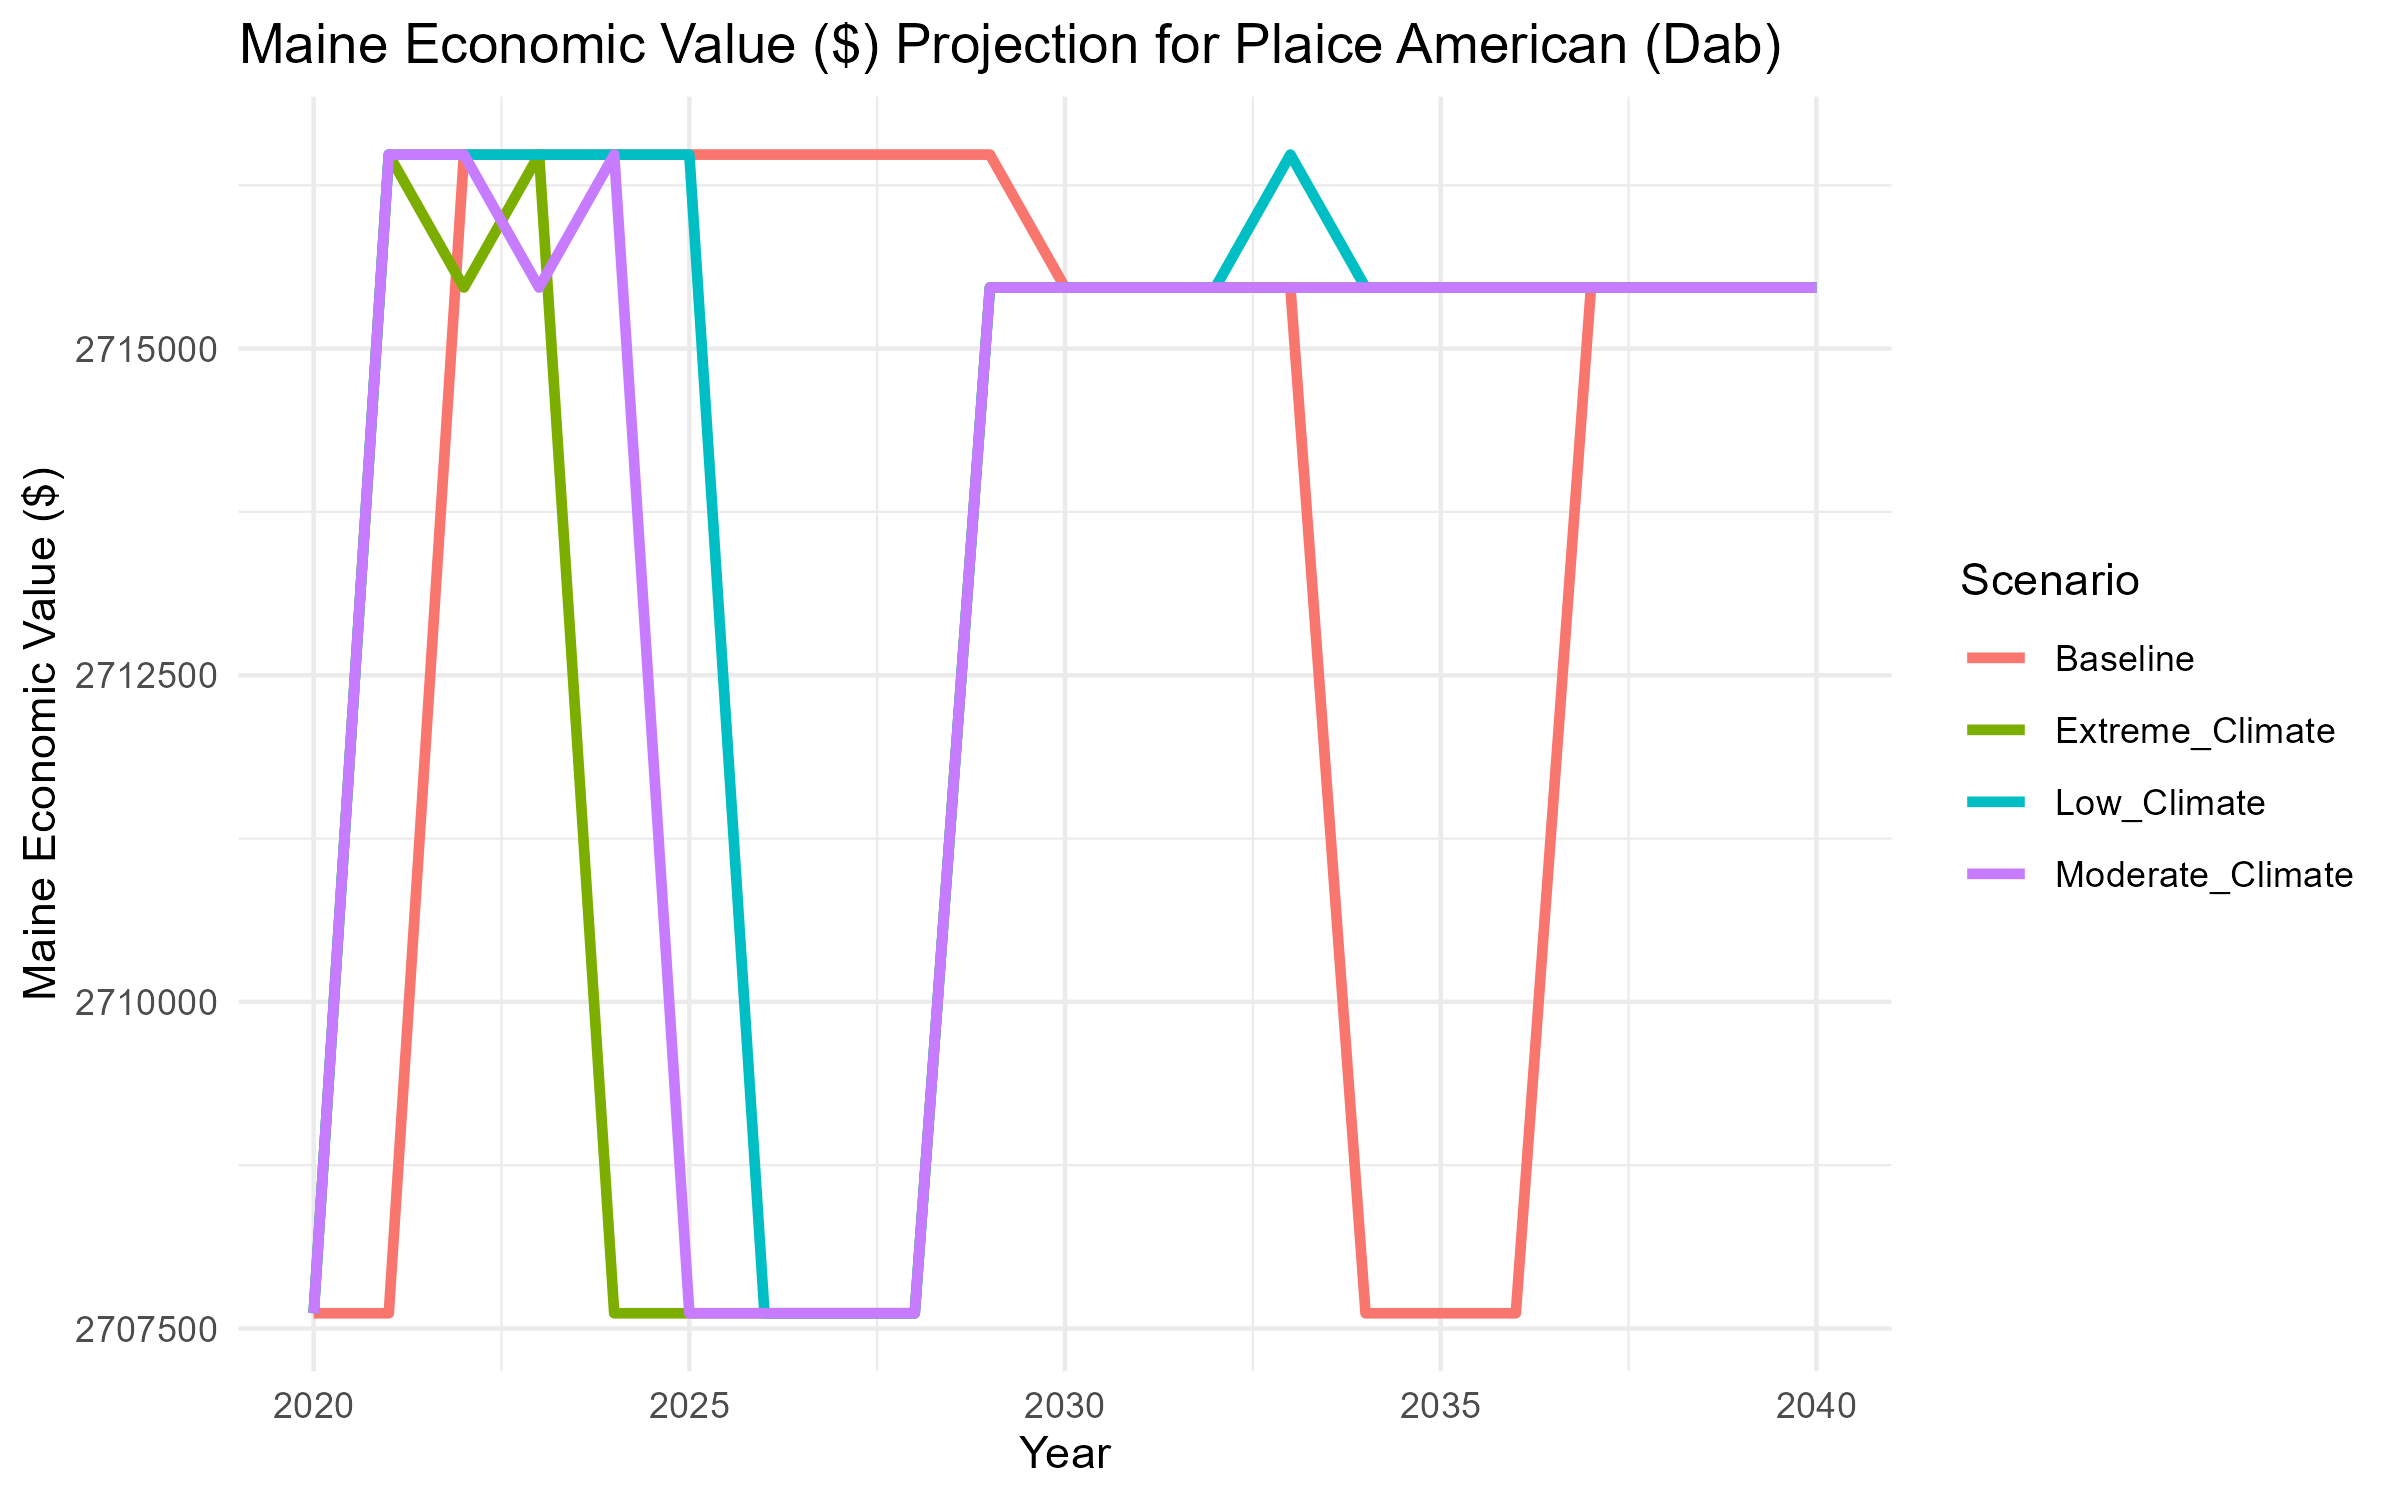 Maine Economic Value ($) Projection for Plaice American (Dab)
Maine Economic Value ($)
2715000
2712500
2710000
2707500
2020
2025
2030
2035
2040
Year
Scenario
Baseline
Extreme_Climate
Low_Climate
Moderate_Climate